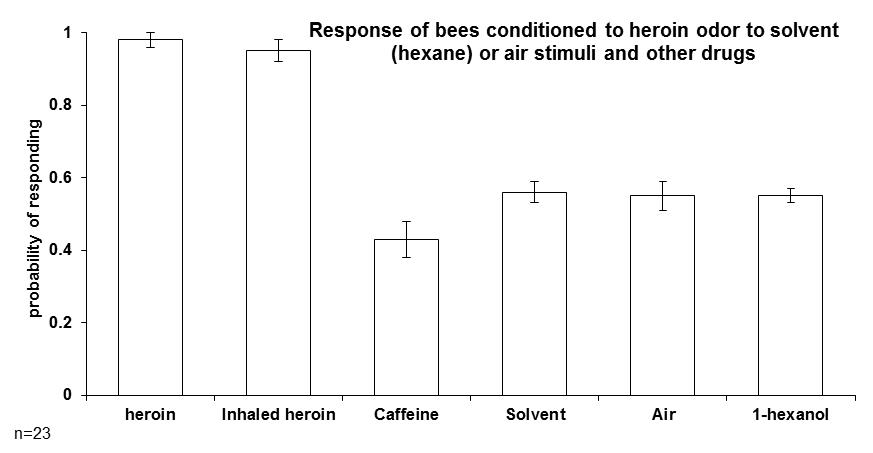 Response of bees conditioned to heroin odor to solvent
(hexane) or air stimuli and other drugs
probability of responding
1
0.8
0.6
0.4
0.2
0
heroin
Inhaled heroin
Caffeine
Solvent
Air
1-hexanol
n=23